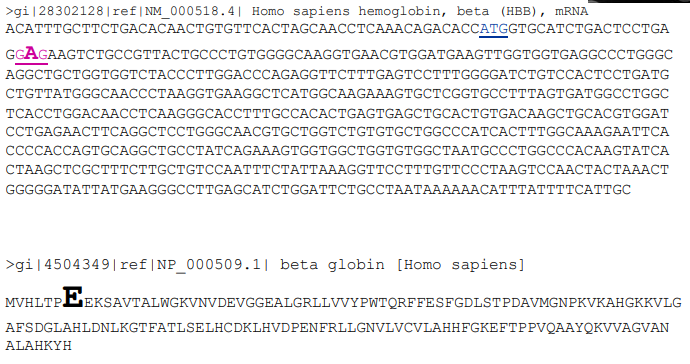 >gi|28302128|ref|NM_000518.4| Homo sapiens hemoglobin, beta (HBB), mRNA
ACATTTGCTTCTGACACAACTGTGTTCACTAGCAACCTCAAACAGACACCATGGTGCATCTGACTCCTGA
GGAGAAGTCTGCCGTTACTGCCCTGTGGGGCAAGGTGAACGTGGATGAAGTTGGTGGTGAGGCCCTGGGC
AGGCTGCTGGTGGTCTACCCTTGGACCCAGAGGTTCTTTGAGTCCTTTGGGGATCTGTCCACTCCTGATG
CTGTTATGGGCAACCCTAAGGTGAAGGCTCATGGCAAGAAAGTGCTCGGTGCCTTTAGTGATGGCCTGGC
TCACCTGGACAACCTCAAGGGCACCTTTGCCACACTGAGTGAGCTGCACTGTGACAAGCTGCACGTGGAT
CCTGAGAACTTCAGGCTCCTGGGCAACGTGCTGGTCTGTGTGCTGGCCCATCACTTTGGCAAAGAATTCA
CCCCACCAGTGCAGGCTGCCTATCAGAAAGTGGTGGCTGGTGTGGCTAATGCCCTGGCCCACAAGTATCA
CTAAGCTCGCTTTCTTGCTGTCCAATTTCTATTAAAGGTTCCTTTGTTCCCTAAGTCCAACTACTAAACT
GGGGGATATTATGAAGGGCCTTGAGCATCTGGATTCTGCCTAATAAAAAACATTTATTTTCATTGC
>gi|4504349|ref|NP_000509.1| beta globin [Homo sapiens]
MVHLTPEEKSAVTALWGKVNVDEVGGEALGRLLVVYPWTQRFFESFGDLSTPDAVMGNPKVKAHGKKVLG
AFSDGLAHLDNLKGTFATLSELHCDKLHVDPENFRLLGNVLVCVLAHHFGKEFTPPVQAAYQKVVAGVAN
ALAHKYH